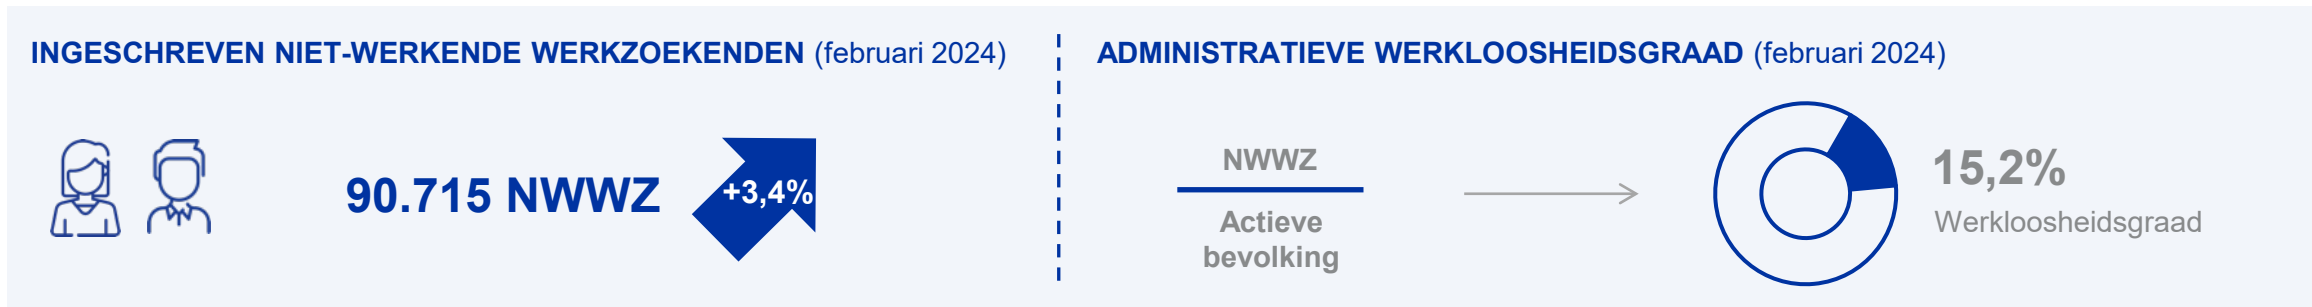 INGESCHREVEN NIET-WERKENDE WERKZOEKENDEN (februari 2024)
90.715 NWWZ
+3,4%
ADMINISTRATIEVE WERKLOOSHEIDSGRAAD (februari 2024)
NWWZ
Actieve
bevolking
15,2%
Werkloosheidsgraad